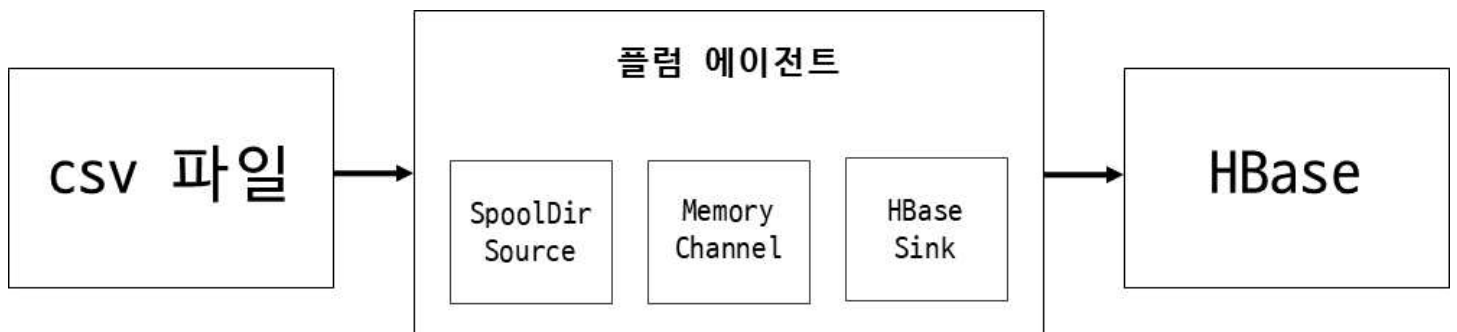 플럼 에이전트
csv 파일
SpoolDir
Source
Memory
Channel
HBase
Sink
HBase